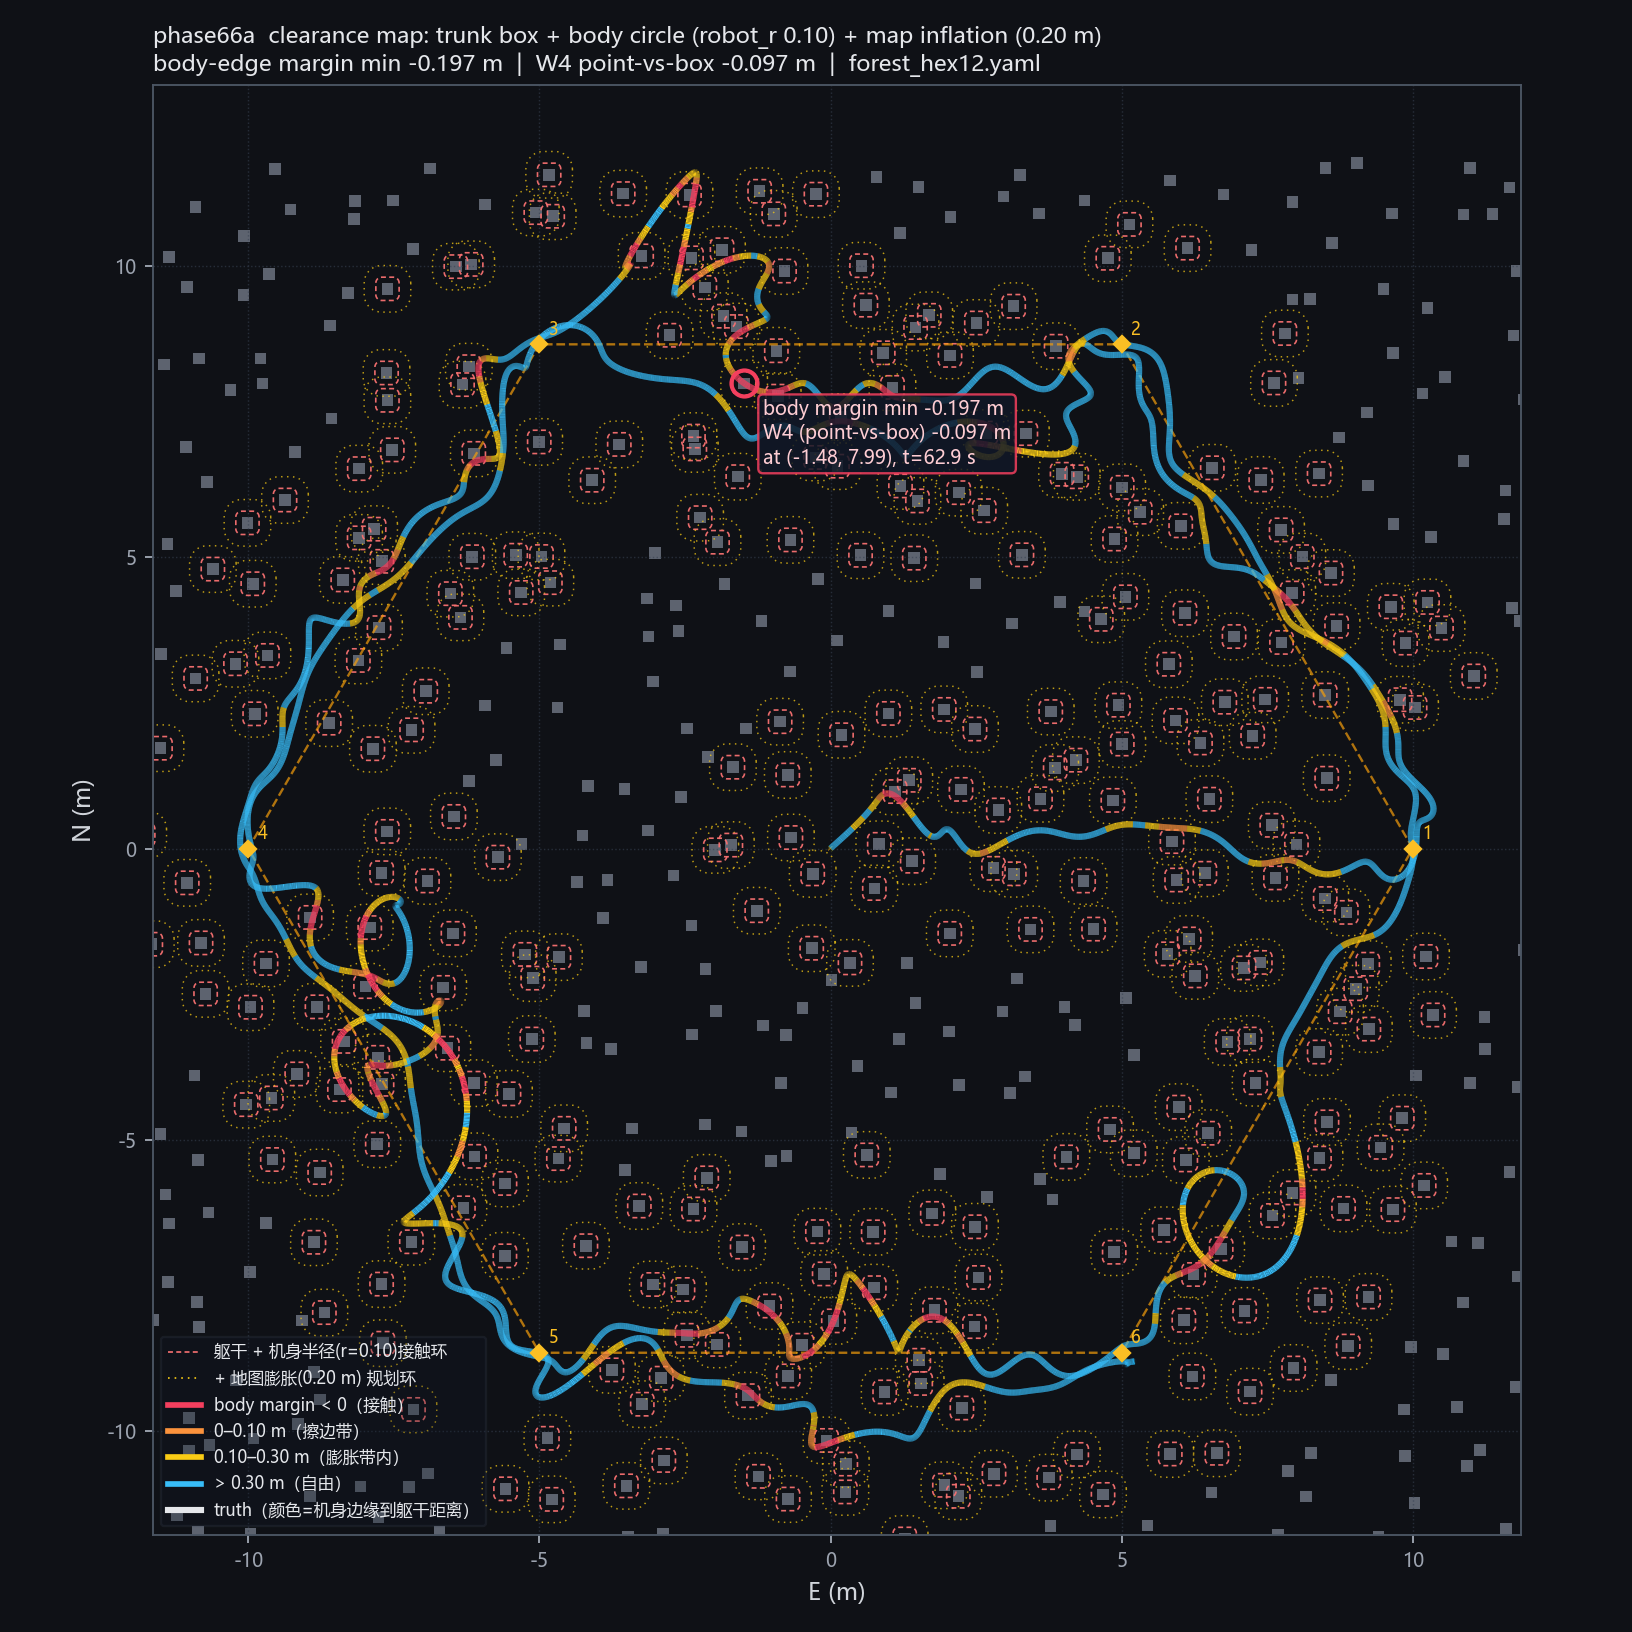 phase66a  clearance map: trunk box + body circle (robot_r 0.10) + map inflation (0.20 m)
body-edge margin min -0.197 m  |  W4 point-vs-box -0.097 m  |  forest_hex12.yaml
10
5
0
-5
-10
N (m)
3
2
body margin min -0.197 m
W4 (point-vs-box) -0.097 m
at (-1.48, 7.99), t=62.9 s
4
1
5
6
躯干 + 机身半径(r=0.10)接触环
+ 地图膨胀(0.20 m) 规划环
body margin < 0（接触）
0–0.10 m（擦边带）
0.10–0.30 m（膨胀带内）
> 0.30 m（自由）
truth（颜色=机身边缘到躯干距离）
-10
-5
0
5
10
E (m)